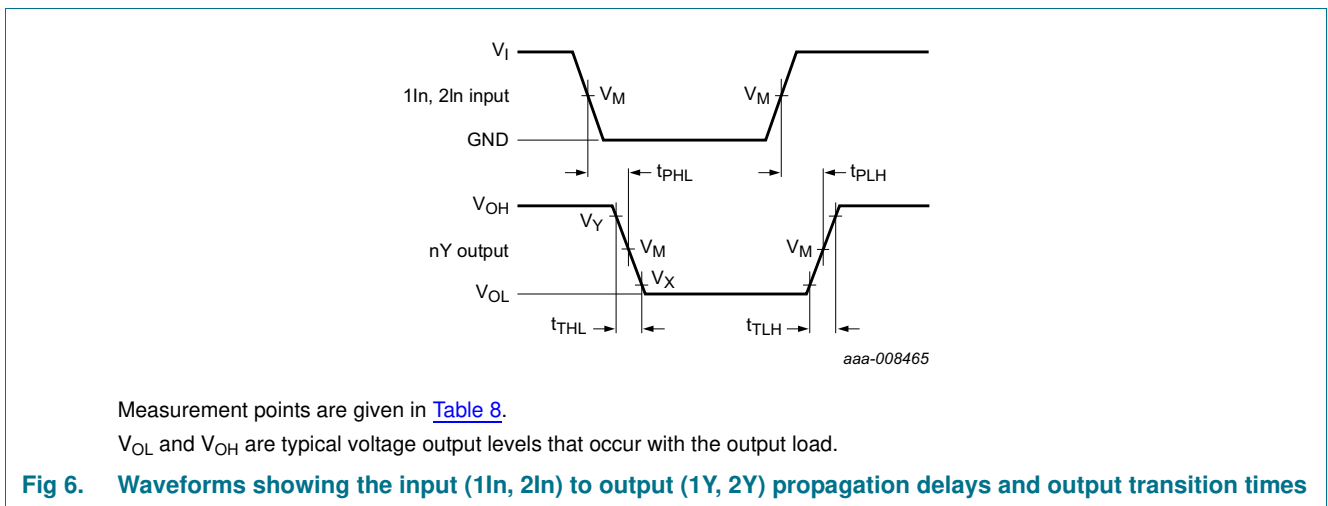 V_I
1In, 2In input
V_M
V_M
GND
t_PHL
t_PLH
V_OH
V_Y
nY output
V_M
V_M
V_X
V_OL
t_THL
t_TLH
aaa-008465
Measurement points are given in Table 8.
V_OL and V_OH are typical voltage output levels that occur with the output load.
Fig 6. Waveforms showing the input (1In, 2In) to output (1Y, 2Y) propagation delays and output transition times